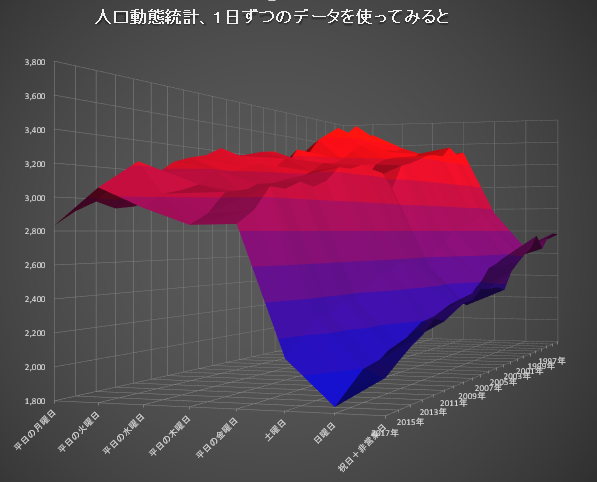 人口動態統計、1日ずつのデータを使ってみると
3,800
3,600
3,400
3,200
3,000
2,800
2,600
2,400
2,200
2,000
1,800
平日の月曜日
平日の火曜日
平日の水曜日
平日の木曜日
平日の金曜日
土曜日
日曜日
祝日+非営業日
2017年
2015年
2013年
2011年
2009年
2007年
2005年
2003年
2001年
1999年
1997年